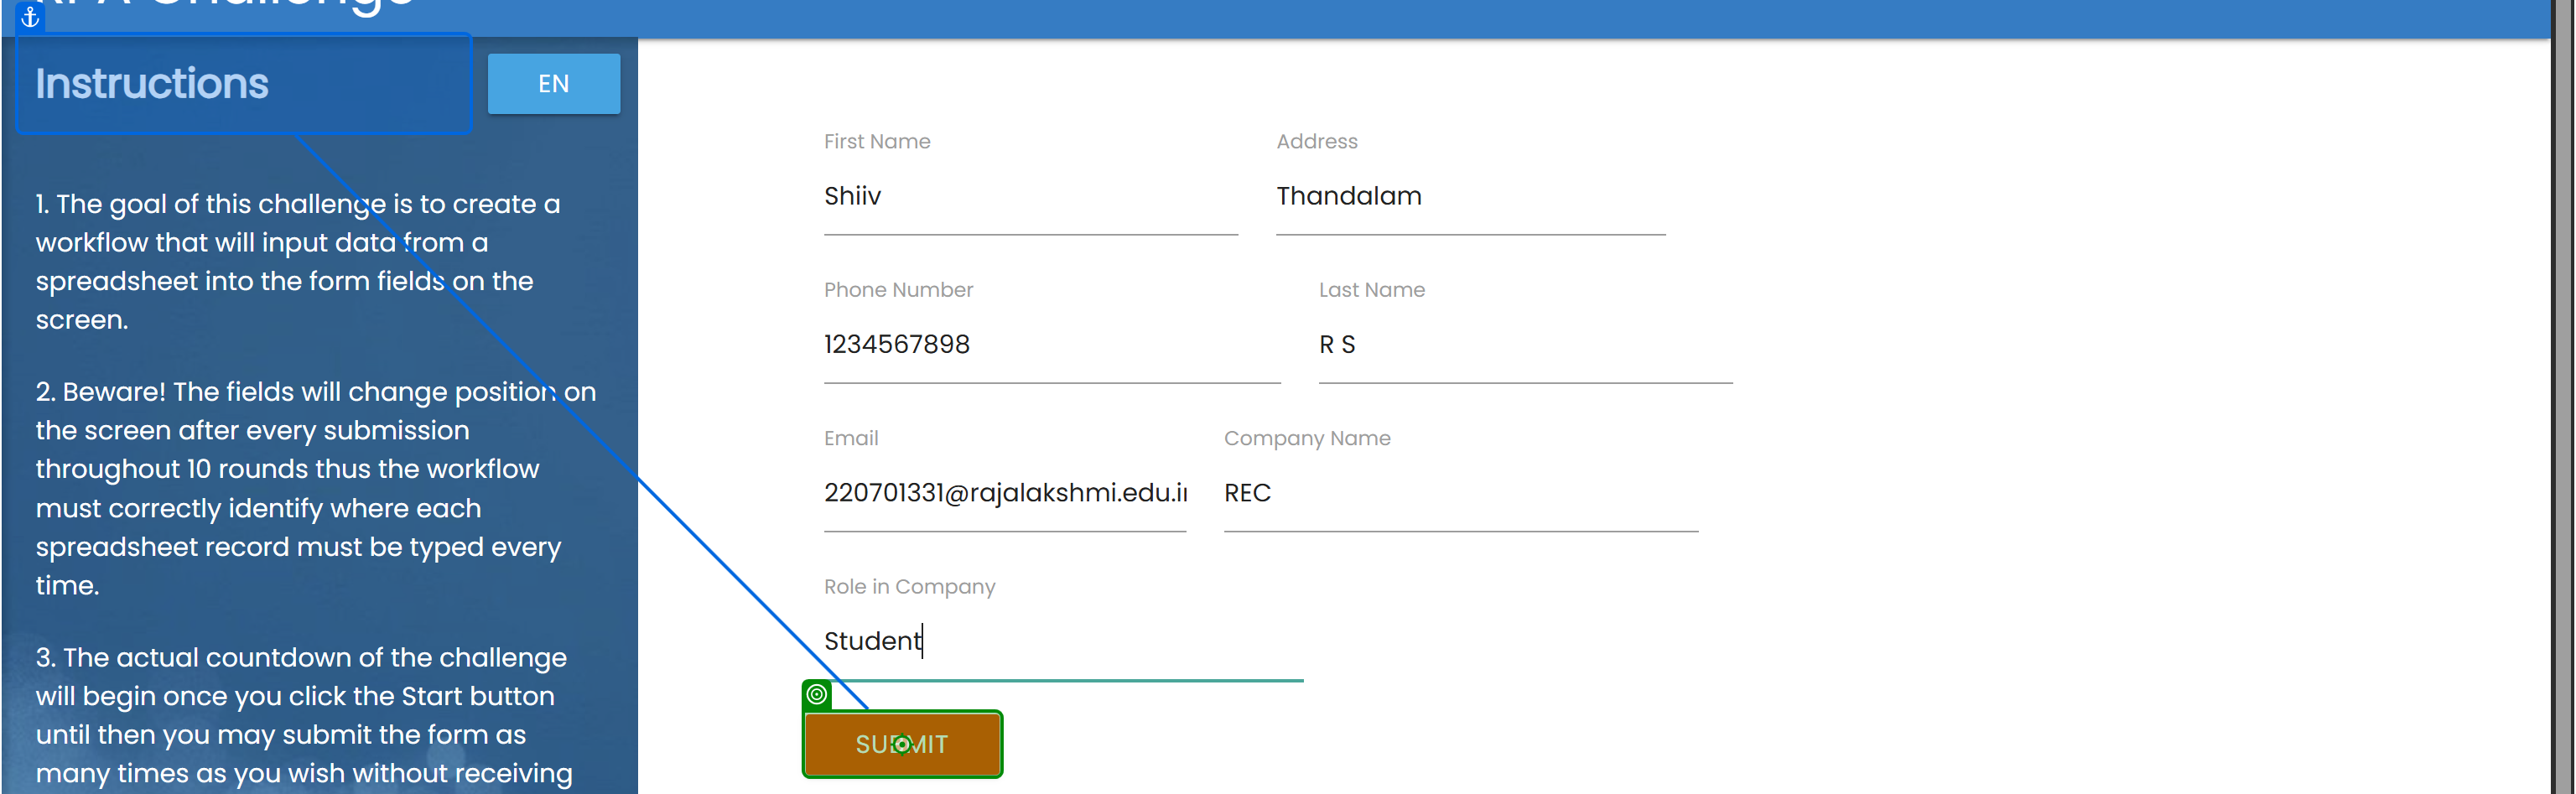 RPA Challenge
Instructions
EN
1. The goal of this challenge is to create a
workflow that will input data from a
spreadsheet into the form fields on the
screen.
2. Beware! The fields will change position on
the screen after every submission
throughout 10 rounds thus the workflow
must correctly identify where each
spreadsheet record must be typed every
time.
3. The actual countdown of the challenge
will begin once you click the Start button
until then you may submit the form as
many times as you wish without receiving
First Name
Shiiv
Address
Thandalam
Phone Number
1234567898
Last Name
R S
Email
220701331@rajalakshmi.edu.in
Company Name
REC
Role in Company
Student
SUBMIT